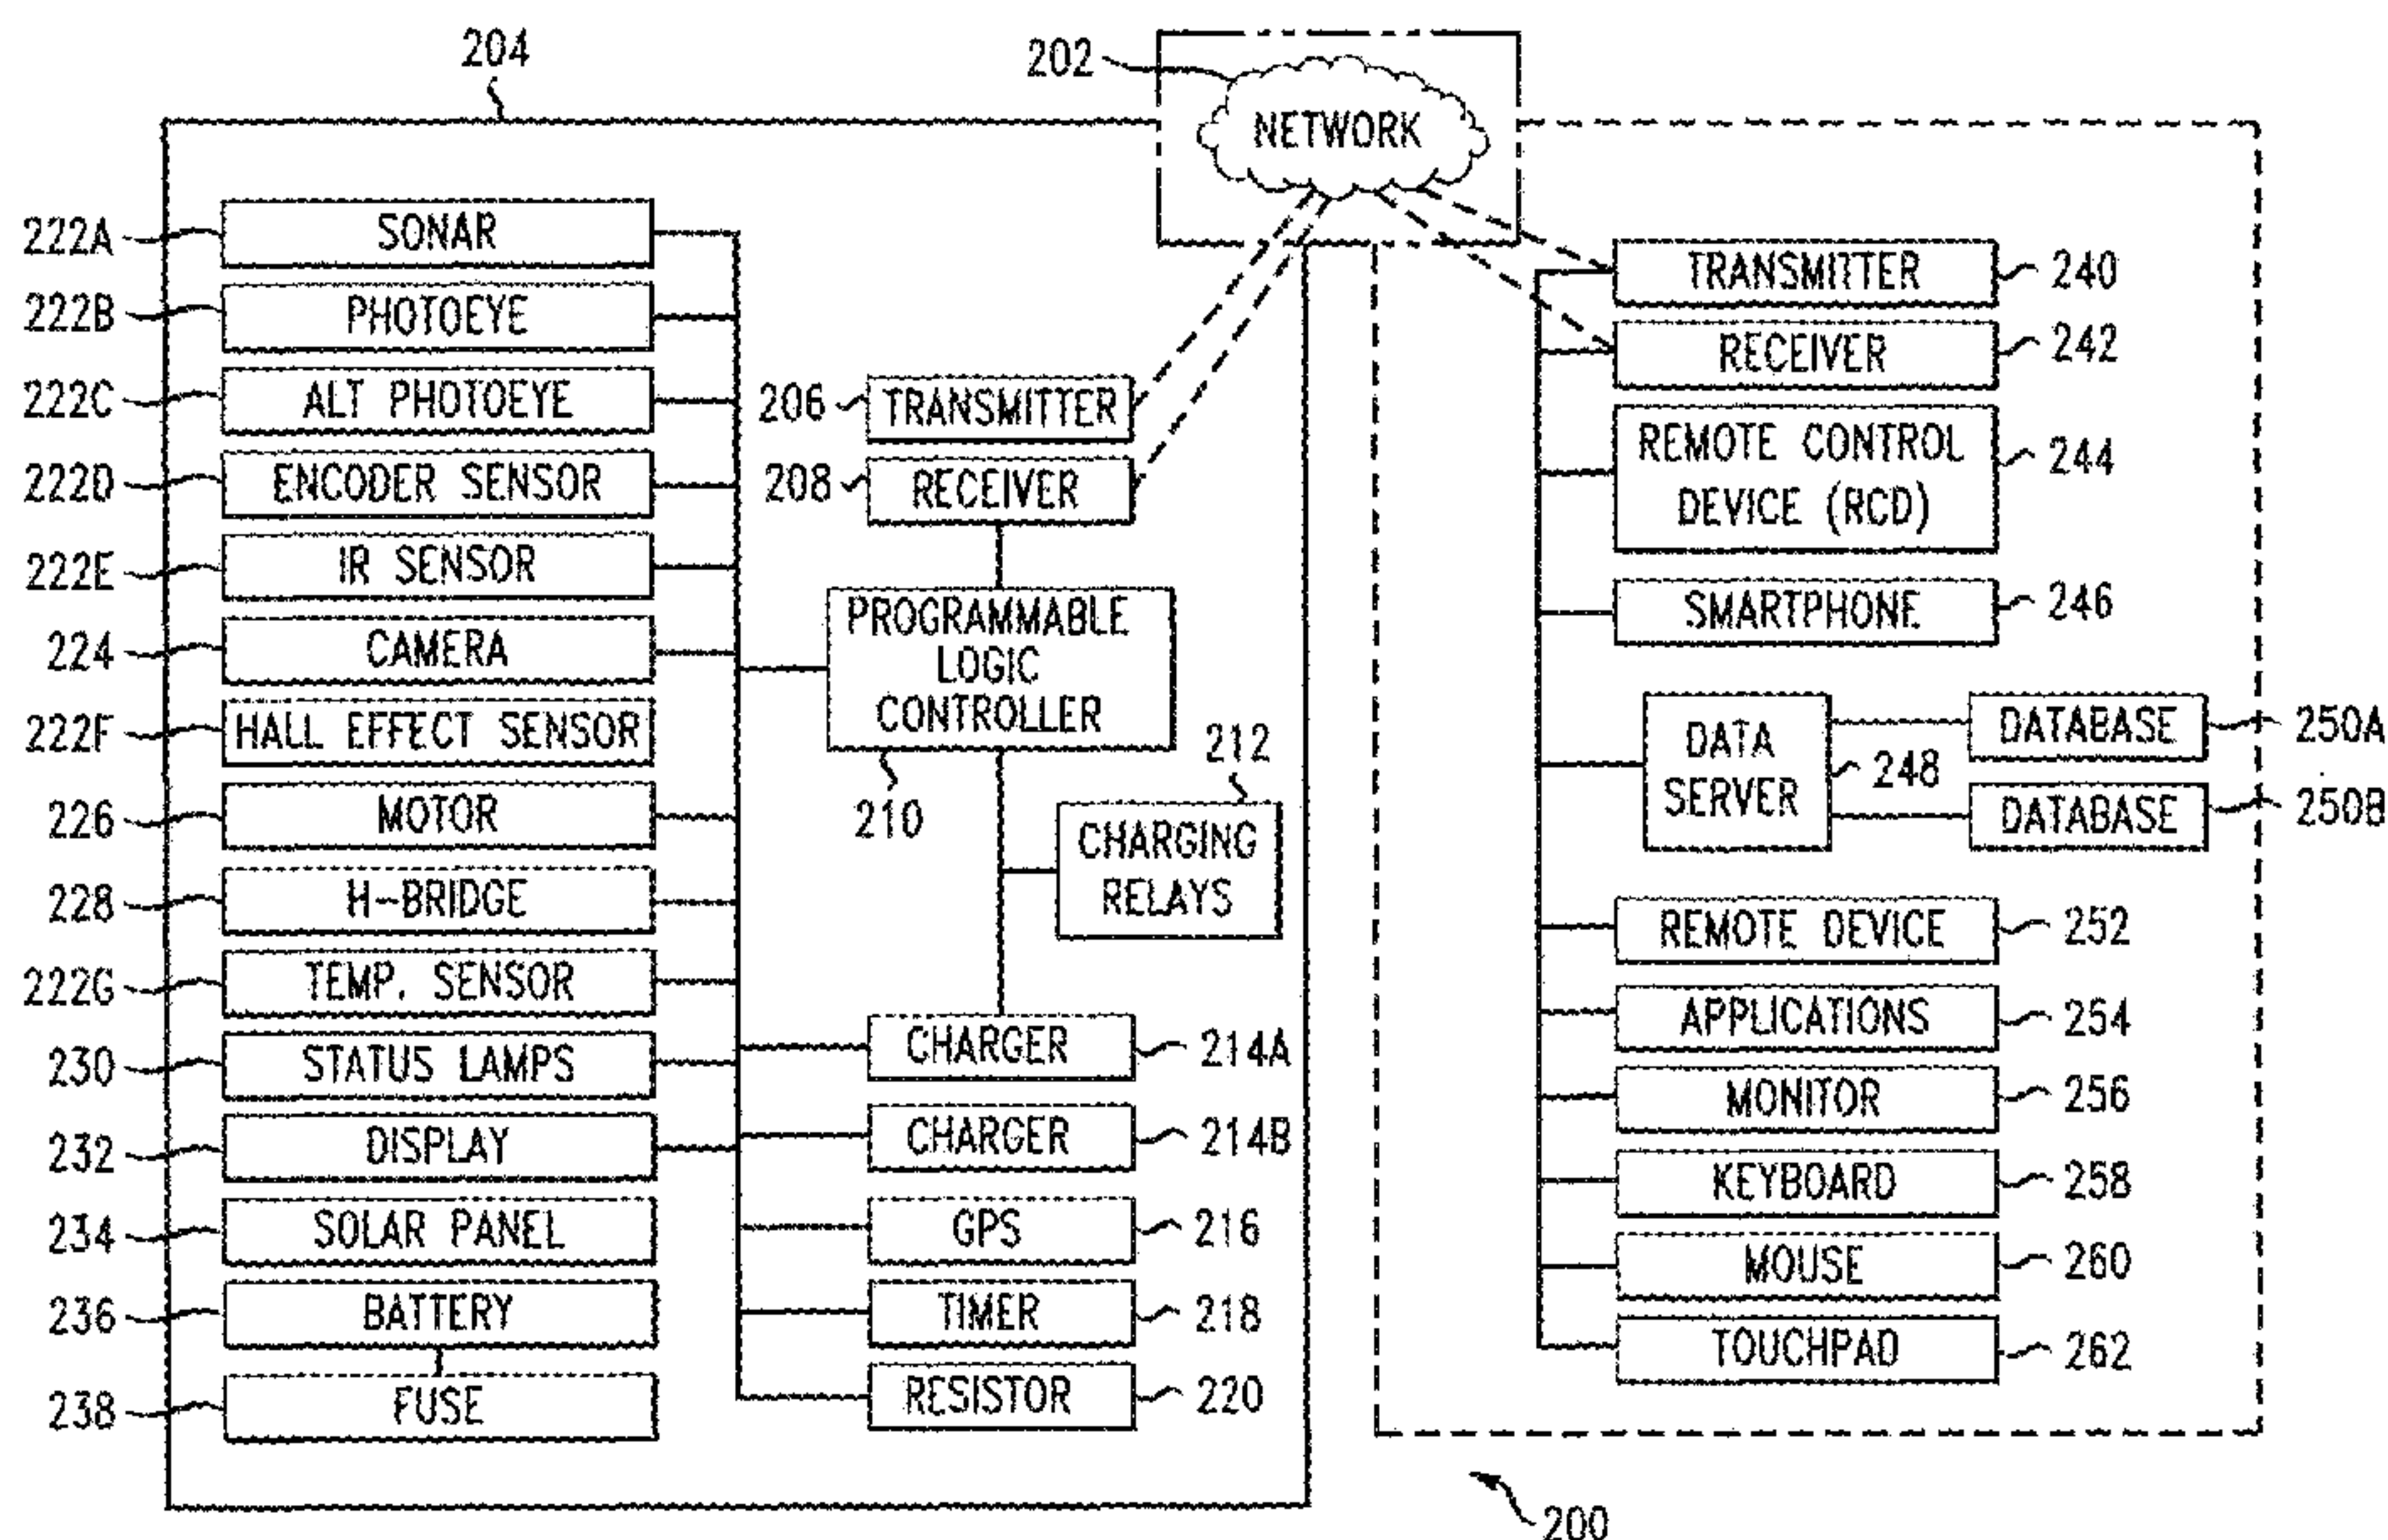 204
202
NETWORK
222A
SONAR
222B
PHOTOEYE
222C
ALT PHOTOEYE
222D
ENCODER SENSOR
222E
IR SENSOR
224
CAMERA
222F
HALL EFFECT SENSOR
226
MOTOR
228
H-BRIDGE
222G
TEMP. SENSOR
230
STATUS LAMPS
232
DISPLAY
234
SOLAR PANEL
236
BATTERY
238
FUSE
206
TRANSMITTER
208
RECEIVER
PROGRAMMABLE
LOGIC
CONTROLLER
210
212
CHARGING
RELAYS
CHARGER
214A
CHARGER
214B
GPS
216
TIMER
218
RESISTOR
220
TRANSMITTER
240
RECEIVER
242
REMOTE CONTROL
DEVICE (RCD)
244
SMARTPHONE
246
DATA
SERVER
248
DATABASE
250A
DATABASE
250B
REMOTE DEVICE
252
APPLICATIONS
254
MONITOR
256
KEYBOARD
258
MOUSE
260
TOUCHPAD
262
200